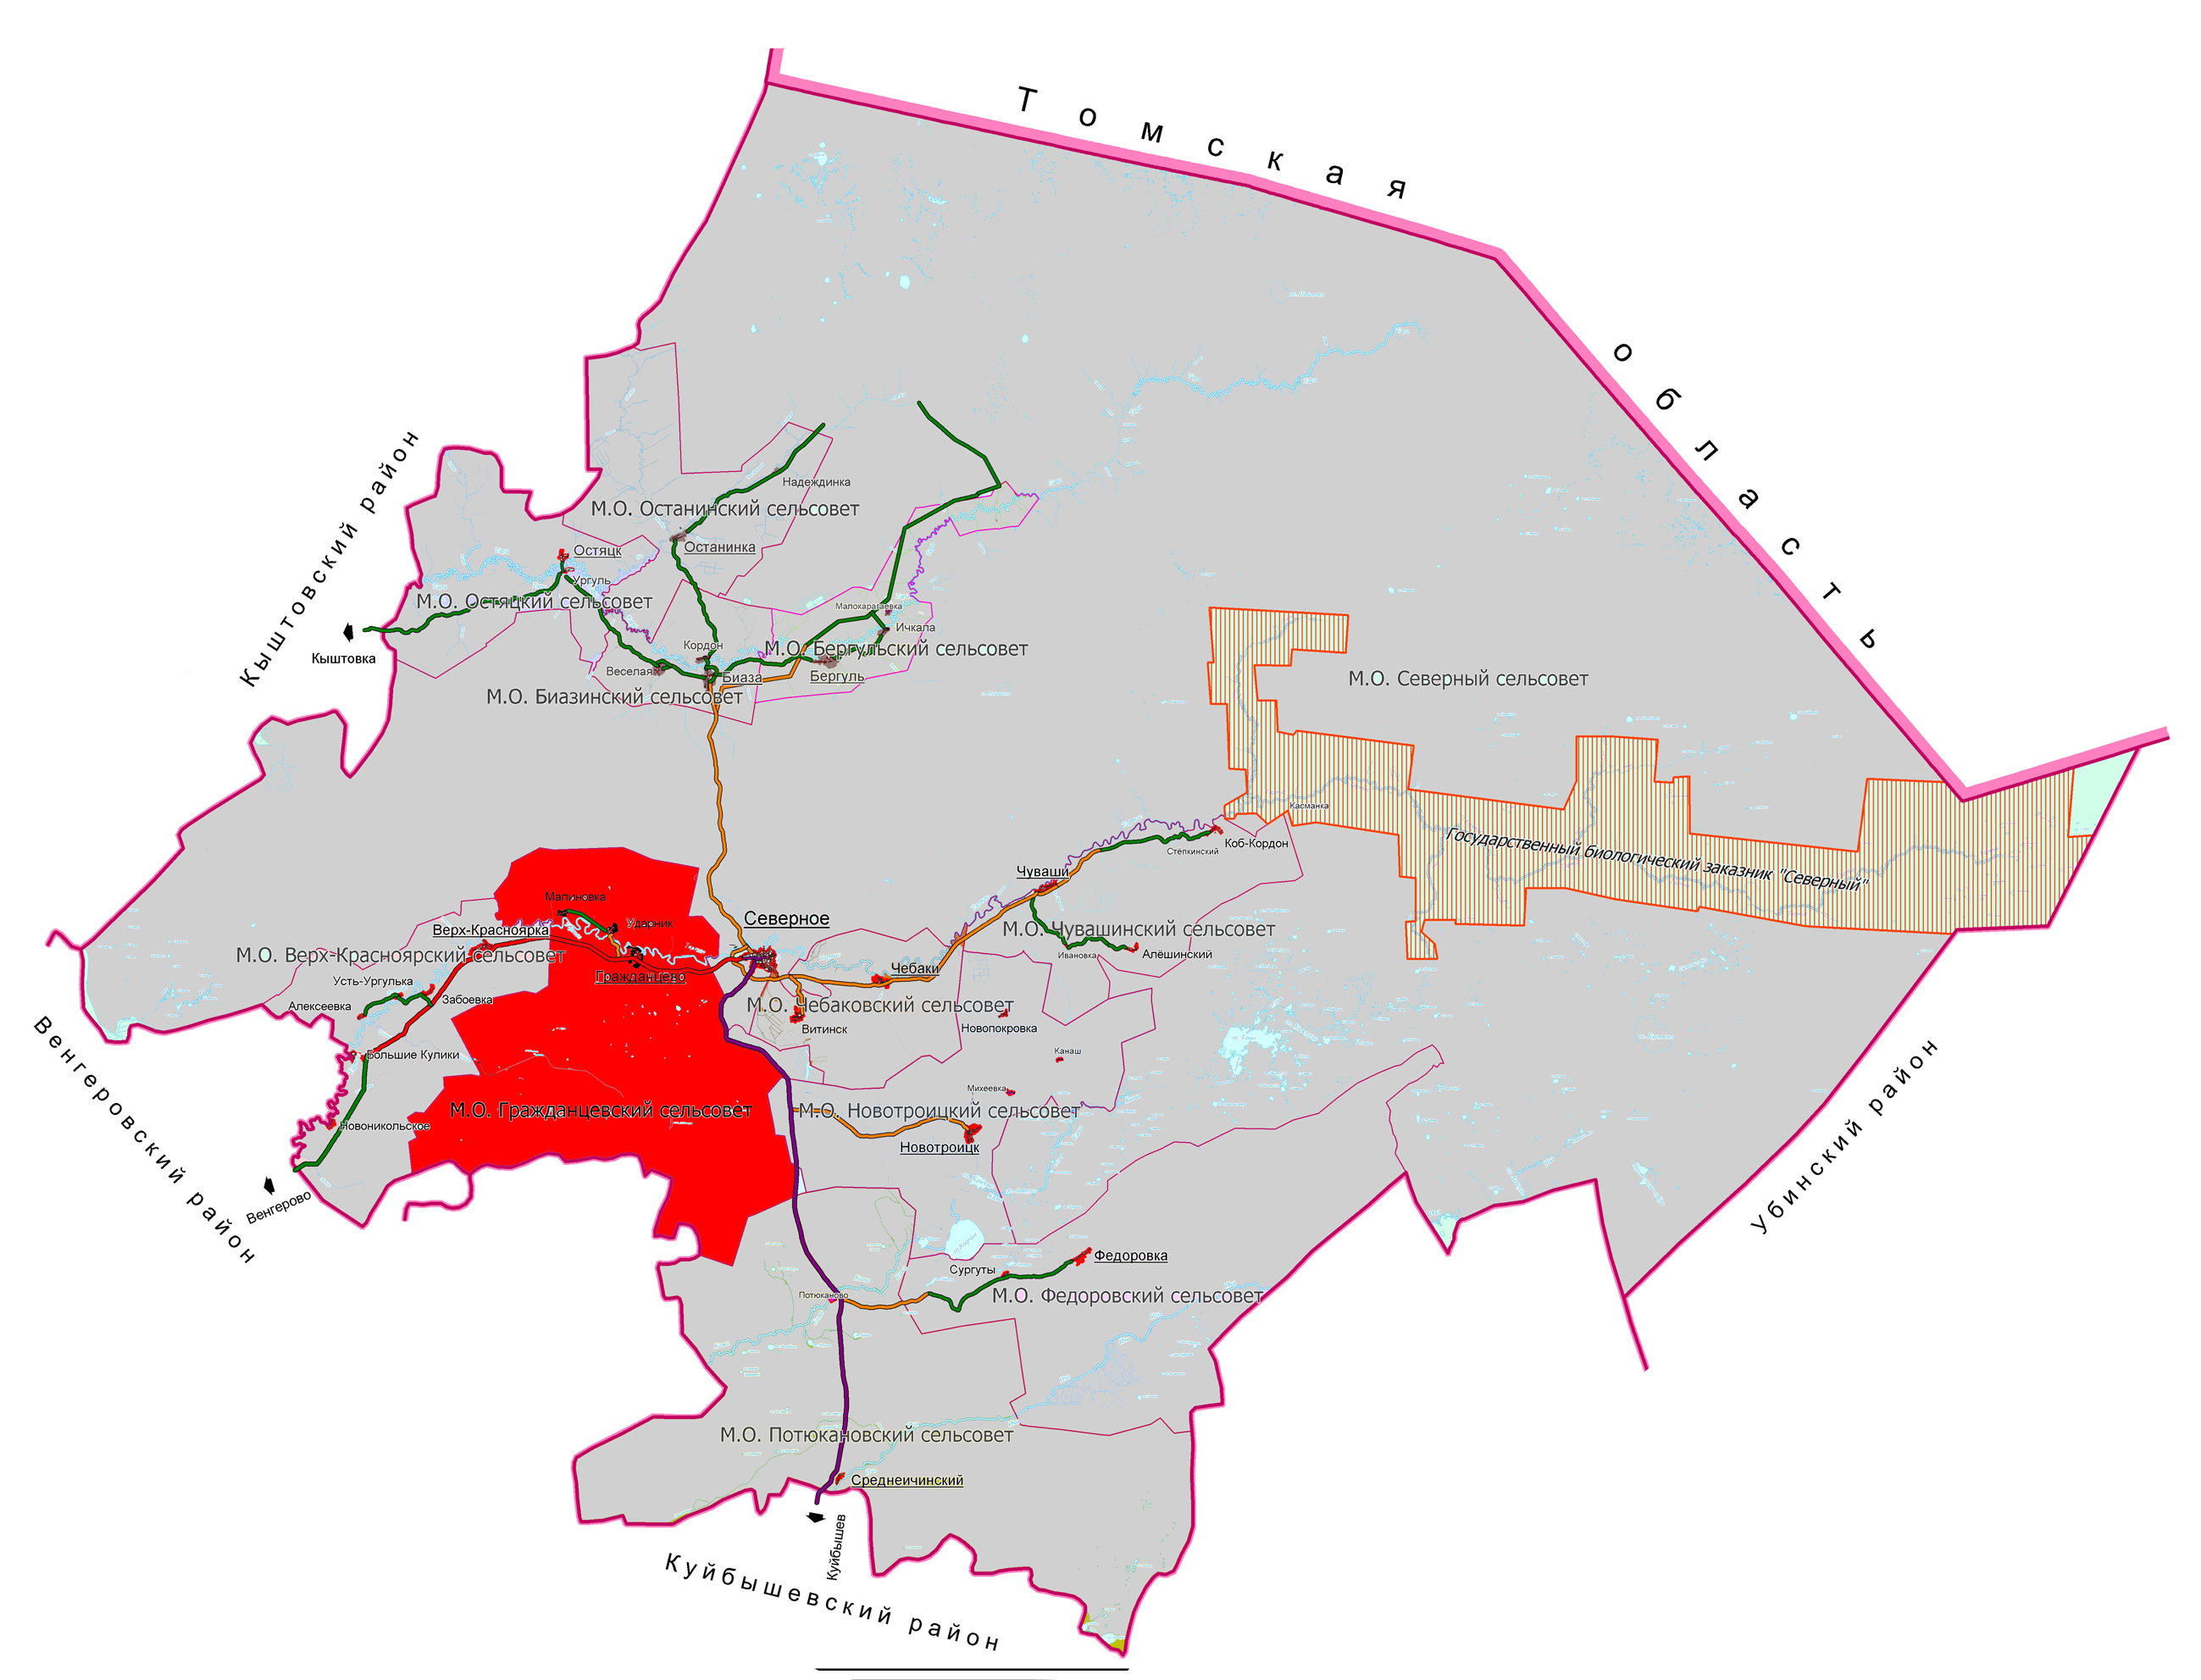 Томская
область
Кыштовский район
Надеждинка
М.О. Останинский сельсовет
Останинка
Остяцк
Ургуль
М.О. Остяцкий сельсовет
Малокаратаевка
Ичкала
Кыштовка
Кордон
М.О. Бергульский сельсовет
Веселая
Биаза
Бергуль
М.О. Биазинский сельсовет
М.О. Северный сельсовет
Касманка
Коб-Кордон
Стёпкинский
Государственный биологический заказник "Северный"
Чуваши
Малиновка
Ударник
Северное
Верх-Красноярка
М.О. Чувашинский сельсовет
М.О. Верх-Красноярский сельсовет
Ивановка
Алёшинский
Гражданцево
Чебаки
Усть-Ургулька
Забоевка
Алексеевка
М.О. Чебаковский сельсовет
Витинск
Новопокровка
Большие Кулики
Канаш
Михеевка
М.О. Гражданцевский сельсовет
М.О. Новотроицкий сельсовет
Новоникольское
Новотроицк
Венгеровский район
Венгерово
Убинский район
Федоровка
Сургуты
Потюканово
М.О. Федоровский сельсовет
М.О. Потюкановский сельсовет
Среднеичинский
Куйбышев
Куйбышевский район